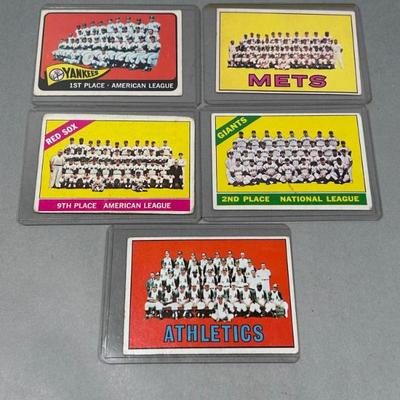 YANKEES
1ST PLACE - AMERICAN LEAGUE
METS
RED SOX
9TH PLACE AMERICAN LEAGUE
GIANTS
2ND PLACE NATIONAL LEAGUE
ATHLETICS